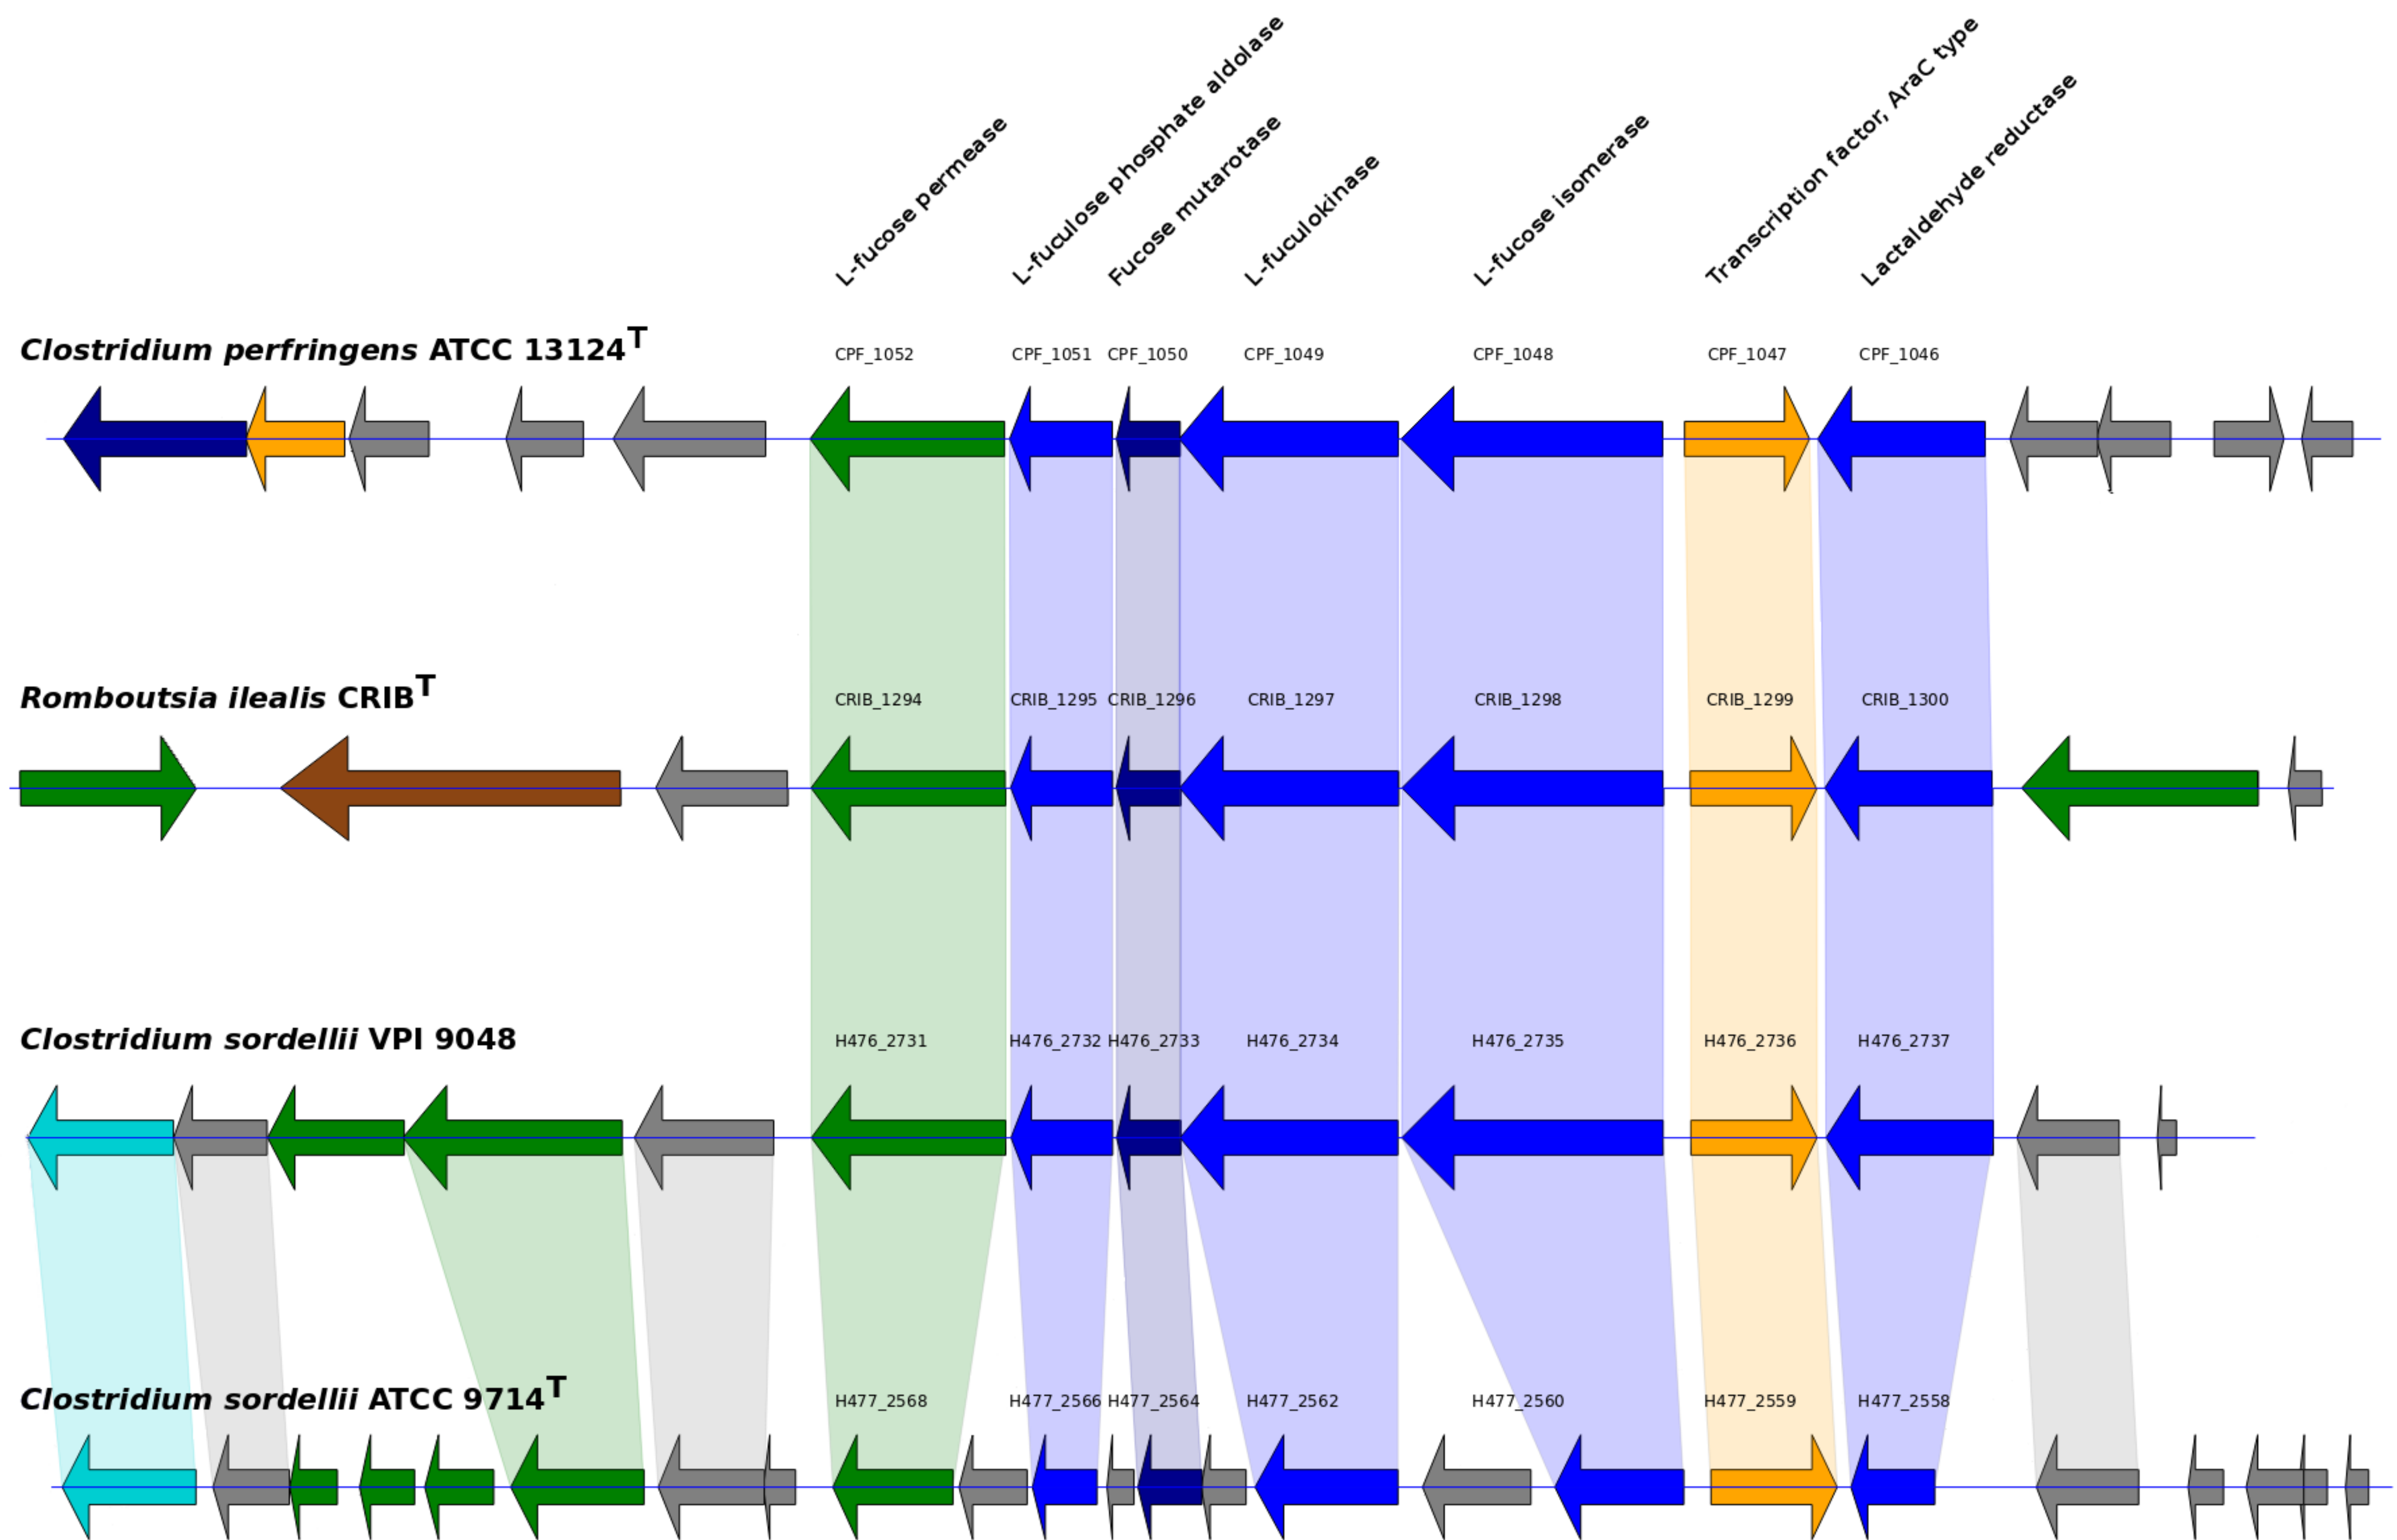 L-fucose permease
L-fuculose phosphate aldolase
Fucose mutarotase
L-fuculokinase
L-fucose isomerase
Transcription factor, AraC type
Lactaldehyde reductase
Clostridium perfringens ATCC 13124T
CPF_1052 CPF_1051 CPF_1050 CPF_1049 CPF_1048 CPF_1047 CPF_1046
Romboutsia ilealis CRIBT
CRIB_1294 CRIB_1295 CRIB_1296 CRIB_1297 CRIB_1298 CRIB_1299 CRIB_1300
Clostridium sordellii VPI 9048
H476_2731 H476_2732 H476_2733 H476_2734 H476_2735 H476_2736 H476_2737
Clostridium sordellii ATCC 9714T
H477_2568 H477_2566 H477_2564 H477_2562 H477_2560 H477_2559 H477_2558